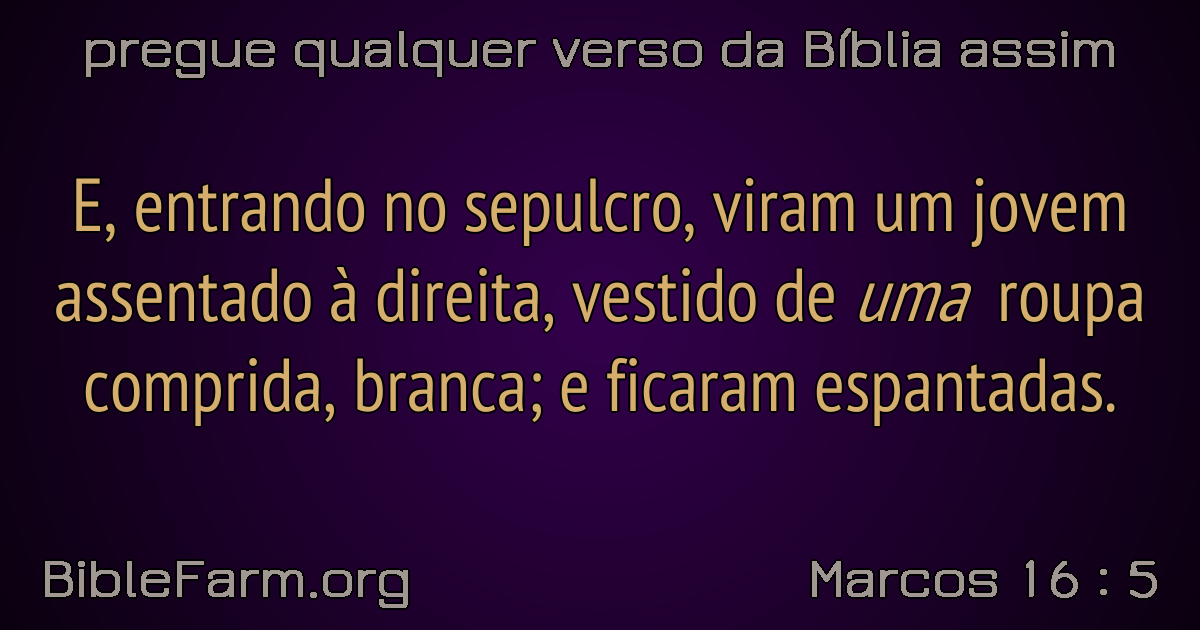 pregue qualquer verso da Bíblia assim
E, entrando no sepulcro, viram um jovem
assentado à direita, vestido de uma roupa
comprida, branca; e ficaram espantadas.
BibleFarm.org
Marcos 16 : 5